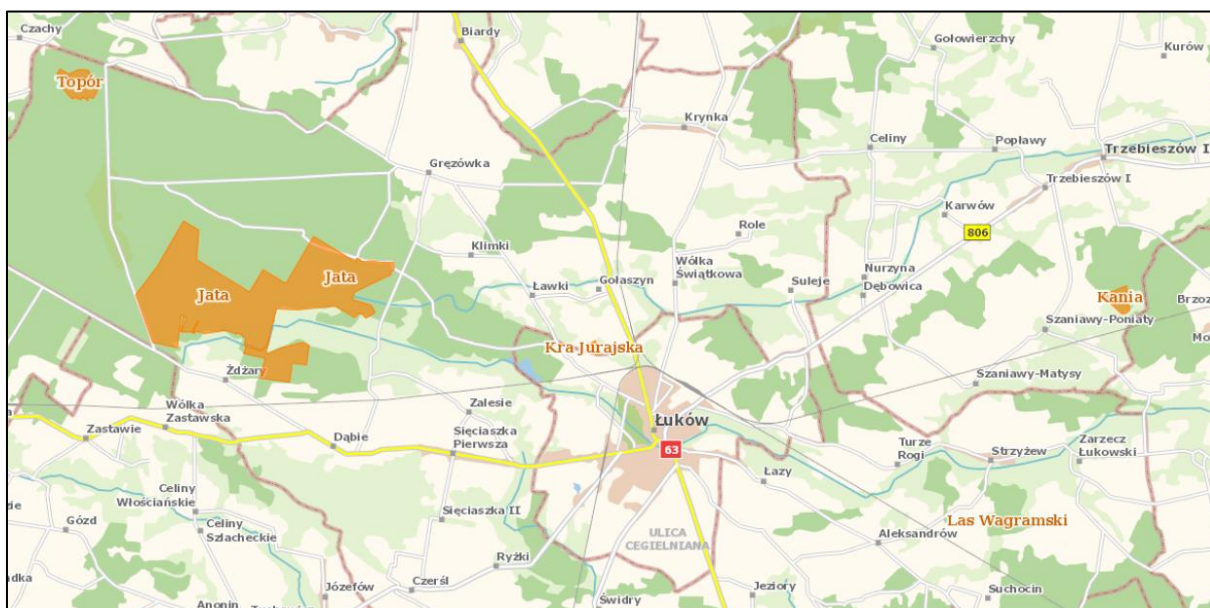 Czachy
Biardy
Gołowierzchy
Kurów
Topór
Krynka
Celiny
Popławy
Trzebieszów I
Gręzówka
Trzebieszów I
Karwów
Role
806
Klimki
Wólka
Świątkowa
Jata
Jata
Gołaszyn
Ławki
Suleje
Nurzyna
Dębowica
Kania
Szaniawy-Poniaty
Kra Jurajska
Żdżary
Szaniawy-Matysy
Zalesie
Wólka
Zastawska
Zastawie
Dąbie
Sięciaszka
Pierwsza
Łuków
63
Turze
Rogi
Strzyżew
Zarzecz
Łukowski
Łazy
Celiny
Włościańskie
Gózd
Celiny
Szlacheckie
Sięciaszka II
ULICA
CEGIELNIANA
Las Wagramski
Aleksandrów
Ryżki
Józefów
Czerśl
Świdry
Jeziory
Suchocin
Anonin